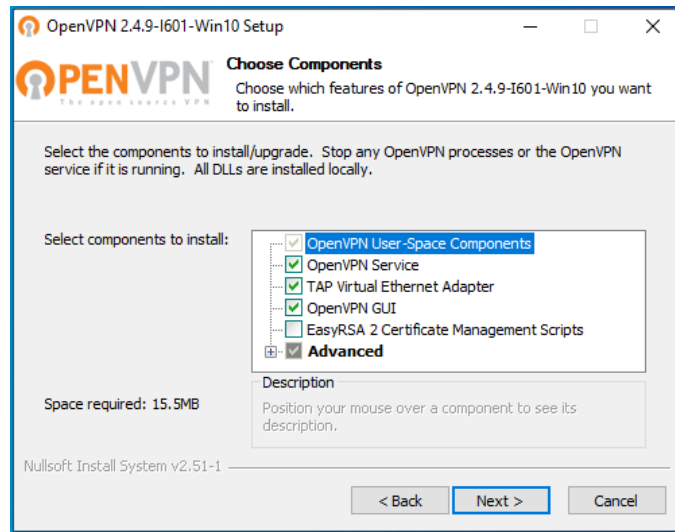 OpenVPN 2.4.9-I601-Win10 Setup
OPENVPN
The open source VPN
Choose Components
Choose which features of OpenVPN 2.4.9-I601-Win10 you want
to install.
Select the components to install/upgrade. Stop any OpenVPN processes or the OpenVPN
service if it is running. All DLLs are installed locally.
Select components to install:
OpenVPN User-Space Components
OpenVPN Service
TAP Virtual Ethernet Adapter
OpenVPN GUI
EasyRSA 2 Certificate Management Scripts
Advanced
Space required: 15.5MB
Description
Position your mouse over a component to see its
description.
Nullsoft Install System v2.51-1
< Back
Next >
Cancel